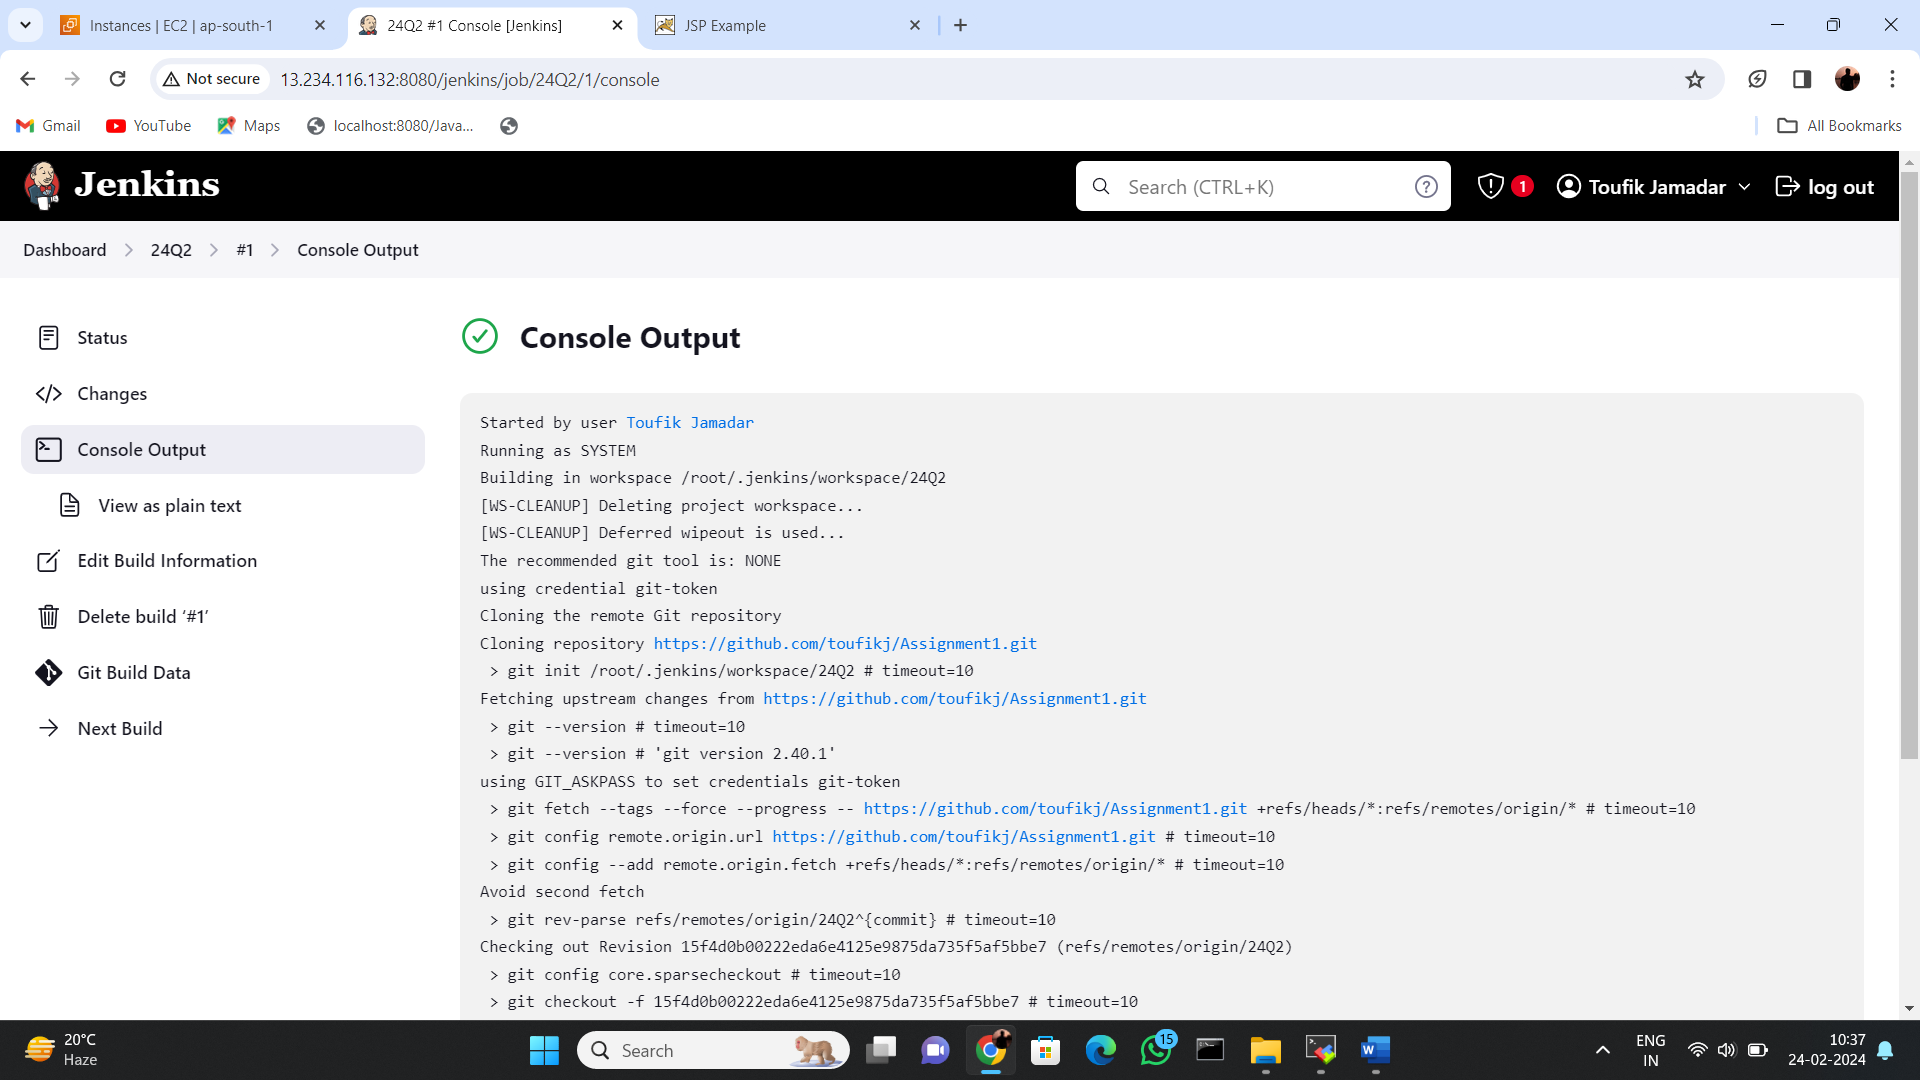 Instances | EC2 | ap-south-1
24Q2 #1 Console [Jenkins]
JSP Example
Not secure
13.234.116.132:8080/jenkins/job/24Q2/1/console
Gmail
YouTube
Maps
localhost:8080/Java...
All Bookmarks
Jenkins
Search (CTRL+K)
?
1
Toufik Jamadar
log out
Dashboard
24Q2
#1
Console Output
Status
Changes
Console Output
View as plain text
Edit Build Information
Delete build ‘#1’
Git Build Data
Next Build
Console Output
Started by user Toufik Jamadar
Running as SYSTEM
Building in workspace /root/.jenkins/workspace/24Q2
[WS-CLEANUP] Deleting project workspace...
[WS-CLEANUP] Deferred wipeout is used...
The recommended git tool is: NONE
using credential git-token
Cloning the remote Git repository
Cloning repository https://github.com/toufikj/Assignment1.git
> git init /root/.jenkins/workspace/24Q2 # timeout=10
Fetching upstream changes from https://github.com/toufikj/Assignment1.git
> git --version # timeout=10
> git --version # 'git version 2.40.1'
using GIT_ASKPASS to set credentials git-token
> git fetch --tags --force --progress -- https://github.com/toufikj/Assignment1.git +refs/heads/*:refs/remotes/origin/* # timeout=10
> git config remote.origin.url https://github.com/toufikj/Assignment1.git # timeout=10
> git config --add remote.origin.fetch +refs/heads/*:refs/remotes/origin/* # timeout=10
Avoid second fetch
> git rev-parse refs/remotes/origin/24Q2^{commit} # timeout=10
Checking out Revision 15f4d0b00222eda6e4125e9875da735f5af5bbe7 (refs/remotes/origin/24Q2)
> git config core.sparsecheckout # timeout=10
> git checkout -f 15f4d0b00222eda6e4125e9875da735f5af5bbe7 # timeout=10
20°C
Haze
Search
15
W
ENG
IN
10:37
24-02-2024